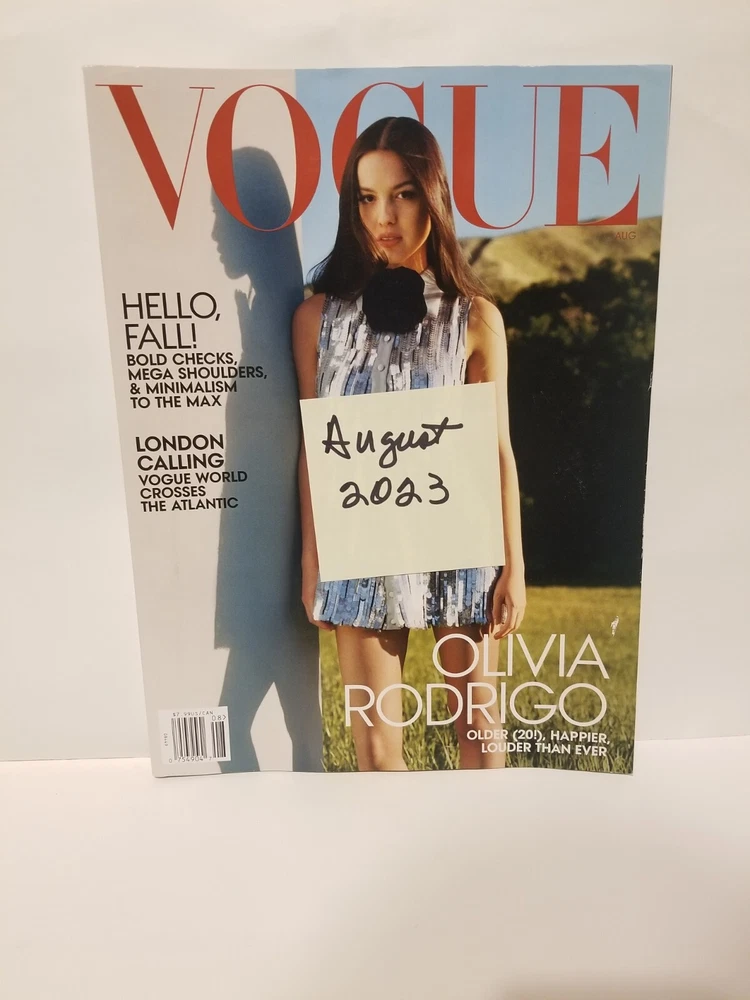 VOGUE
AUG
HELLO,
FALL!
BOLD CHECKS,
MEGA SHOULDERS,
& MINIMALISM
TO THE MAX
LONDON
CALLING
VOGUE WORLD
CROSSES
THE ATLANTIC
August
2023
OLIVIA
RODRIGO
OLDER (20!), HAPPIER,
LOUDER THAN EVER
08>